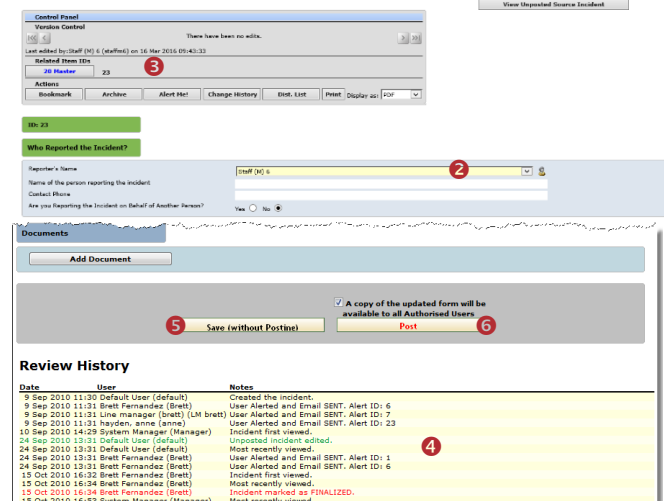 View Unposted Source Incident
Control Panel
Version Control
There have been no edits.
Last edited by:Staff (M) 6 (staffm6) on 16 Mar 2016 09:43:33
Related Item IDs
20 Master 23
3
Actions
Bookmark Archive Alert Me! Change History Dist. List Print Display as: PDF
ID: 23
Who Reported the Incident?
Reporter's Name Staff (M) 6
2
Name of the person reporting the incident
Contact Phone
Are you Reporting the Incident on Behalf of Another Person? Yes No
Documents
Add Document
A copy of the updated form will be
available to all Authorised Users
5 Save (without Posting) Post 6
Review History
Date User Notes
9 Sep 2010 11:30 Default User (default) Created the incident.
9 Sep 2010 11:31 Brett Fernandez (Brett) User Alerted and Email SENT. Alert ID: 6
9 Sep 2010 11:31 Line manager (brett) (LM brett) User Alerted and Email SENT. Alert ID: 7
9 Sep 2010 11:31 hayden, anne (anne) User Alerted and Email SENT. Alert ID: 23
10 Sep 2010 14:29 System Manager (Manager) Incident first viewed.
24 Sep 2010 13:31 Default User (default) Unposted incident edited.
24 Sep 2010 13:31 Default User (default) Most recently viewed.
4
24 Sep 2010 13:31 Brett Fernandez (Brett) User Alerted and Email SENT. Alert ID: 1
24 Sep 2010 13:31 Brett Fernandez (Brett) User Alerted and Email SENT. Alert ID: 6
15 Oct 2010 16:32 Brett Fernandez (Brett) Incident first viewed.
15 Oct 2010 16:34 Brett Fernandez (Brett) Most recently viewed.
15 Oct 2010 16:34 Brett Fernandez (Brett) Incident marked as FINALIZED.
15 Oct 2010 16:53 System Manager (Manager) Most recently viewed.